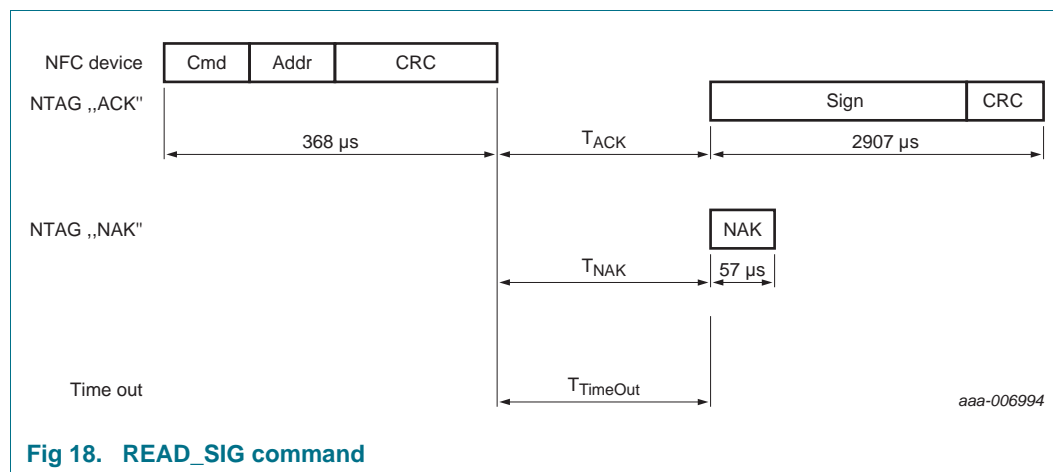 NFC device Cmd Addr CRC
NTAG ,,ACK" Sign CRC
368 µs TACK 2907 µs
NTAG ,,NAK" NAK
TNAK 57 µs
Time out TTimeOut
aaa-006994
Fig 18. READ_SIG command